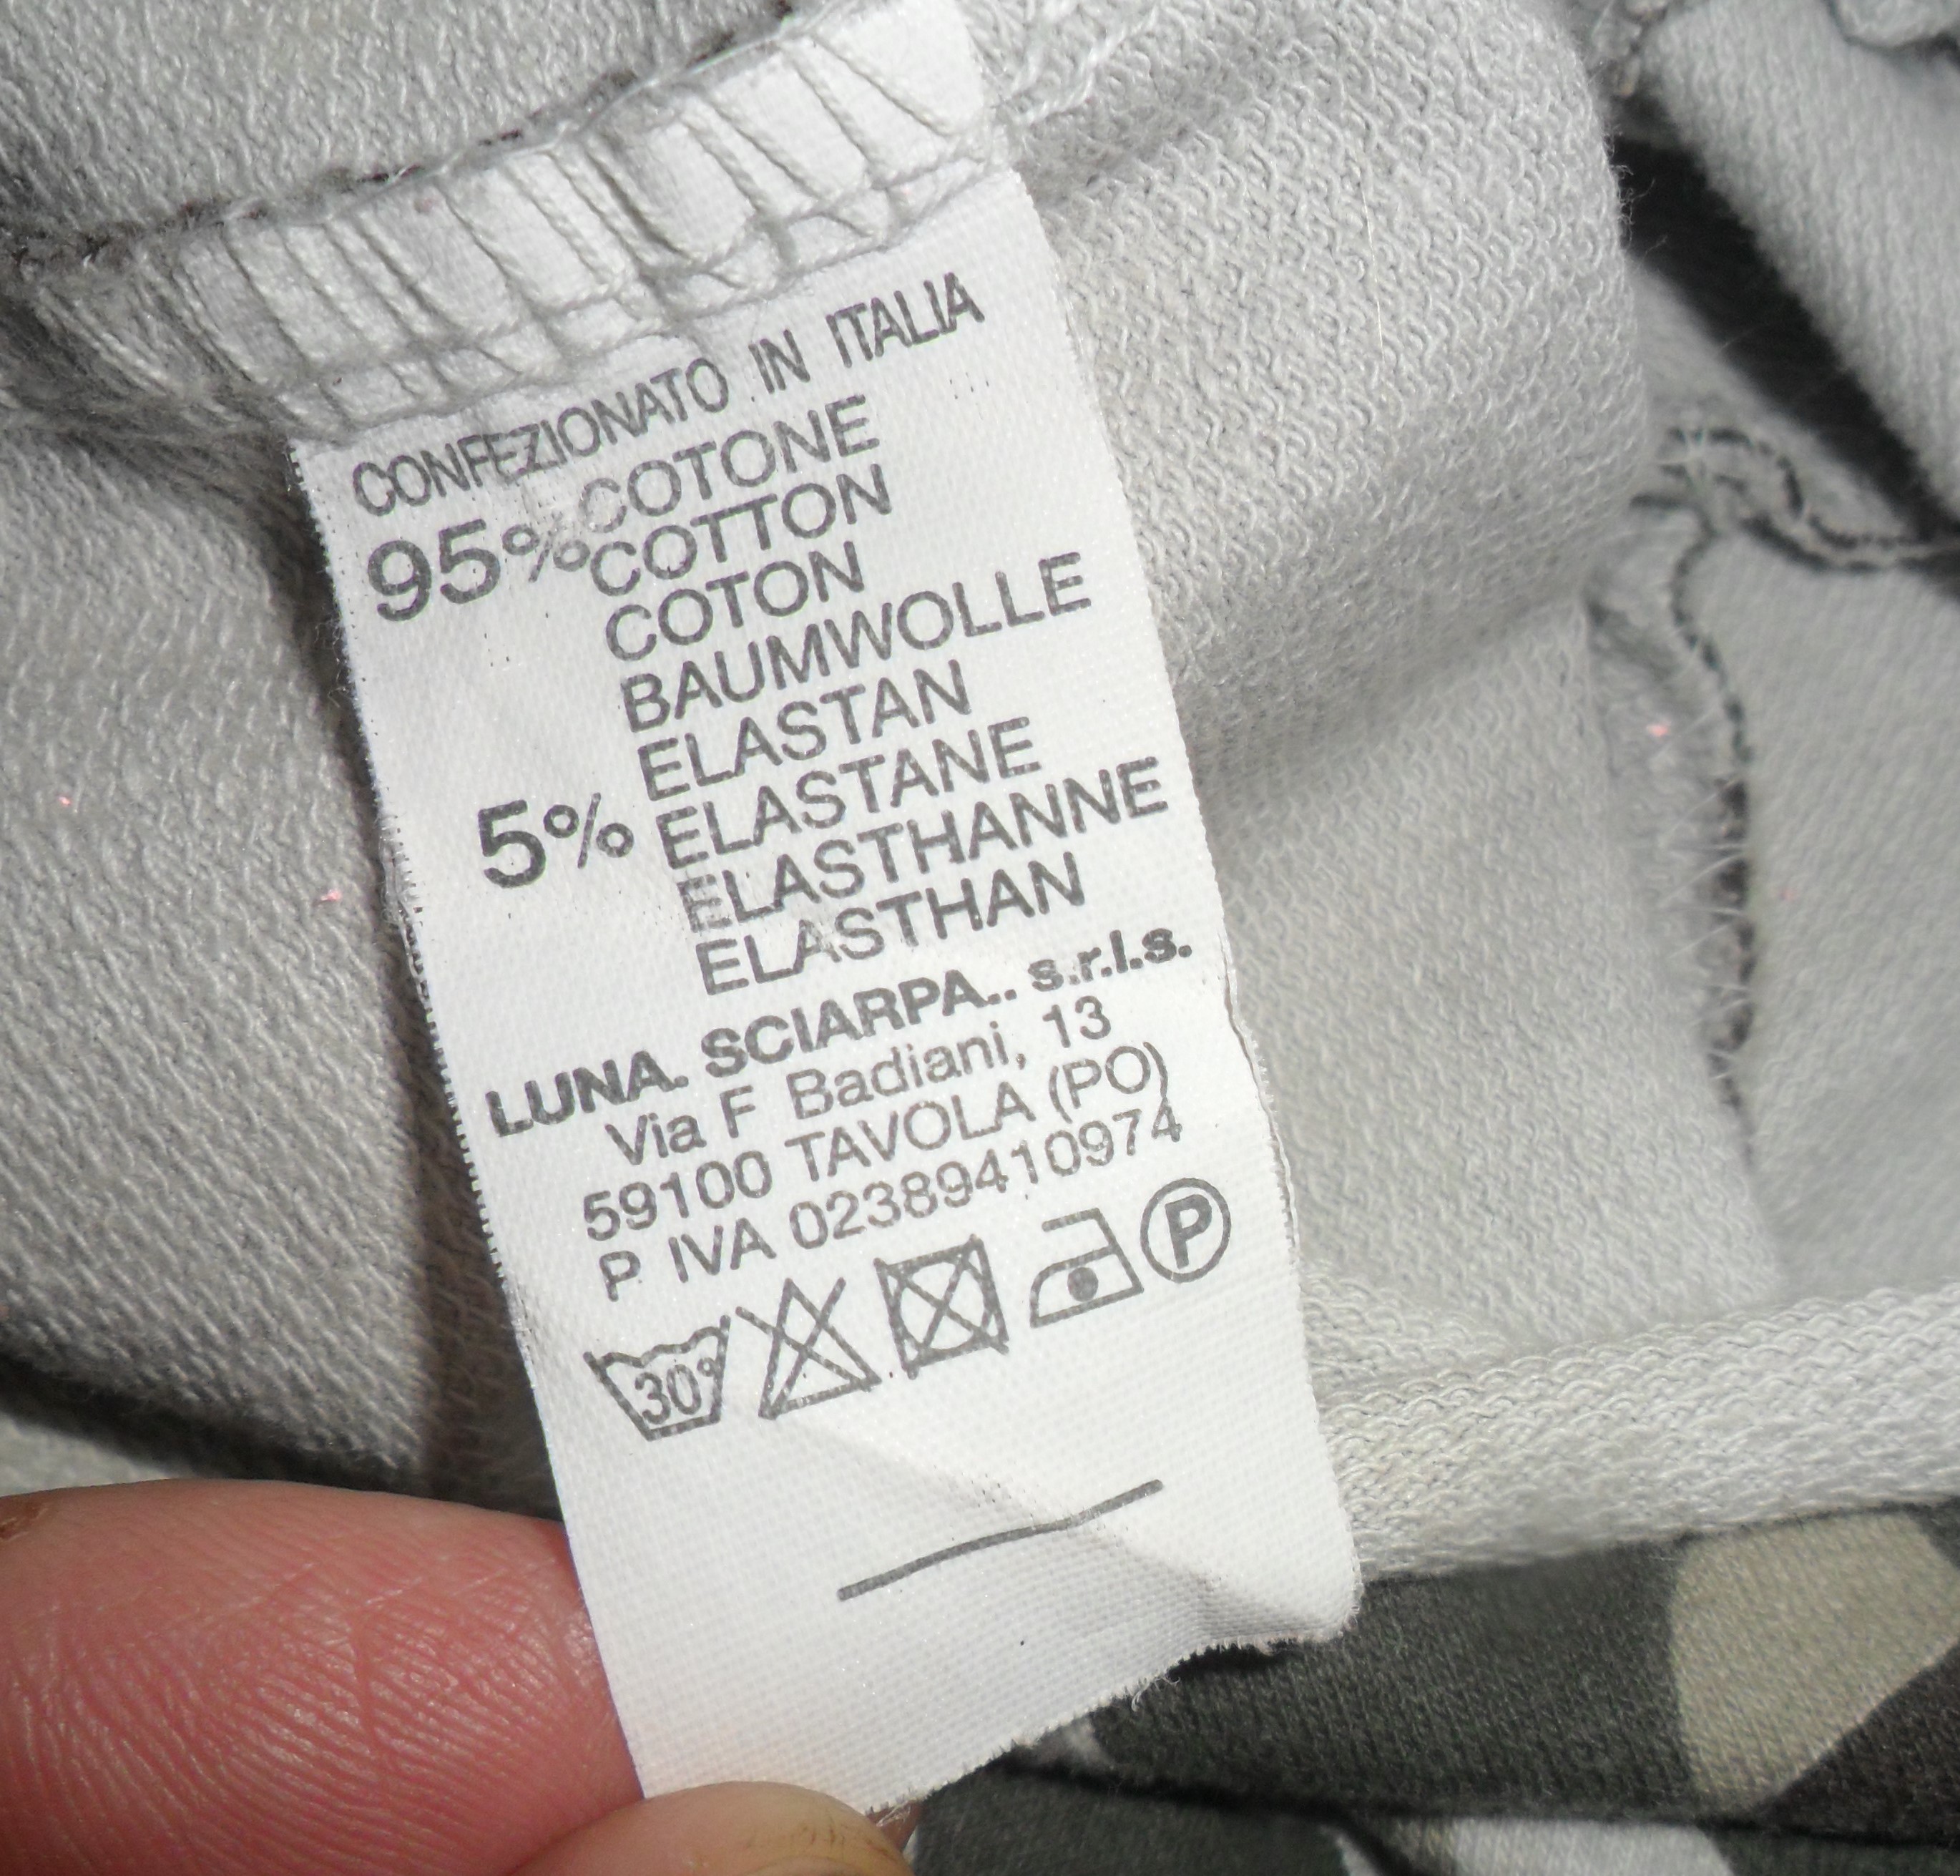 CONFEZIONATO IN ITALIA
95% COTONE
COTTON
COTON
BAUMWOLLE
ELASTAN
5% ELASTANE
ELASTHANNE
ELASTHAN
LUNA. SCIARPA.. s.r.l.s.
Via F Badiani, 13
59100 TAVOLA (PO)
P IVA 02389410974
30° P